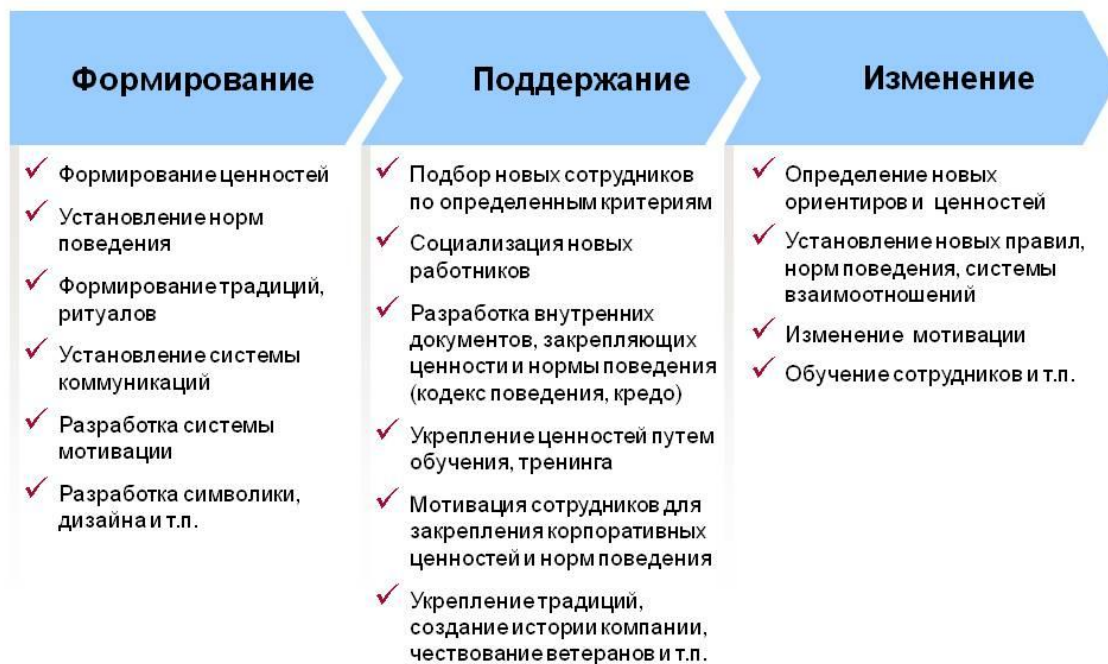 Формирование
Поддержание
Изменение
Формирование ценностей
Установление норм
поведения
Формирование традиций,
ритуалов
Установление системы
коммуникаций
Разработка системы
мотивации
Разработка символики,
дизайна и т.п.
Подбор новых сотрудников
по определенным критериям
Социализация новых
работников
Разработка внутренних
документов, закрепляющих
ценности и нормы поведения
(кодекс поведения, кредо)
Укрепление ценностей путем
обучения, тренинга
Мотивация сотрудников для
закрепления корпоративных
ценностей и норм поведения
Укрепление традиций,
создание истории компании,
чествование ветеранов и т.п.
Определение новых
ориентиров и ценностей
Установление новых правил,
норм поведения, системы
взаимоотношений
Изменение мотивации
Обучение сотрудников и т.п.